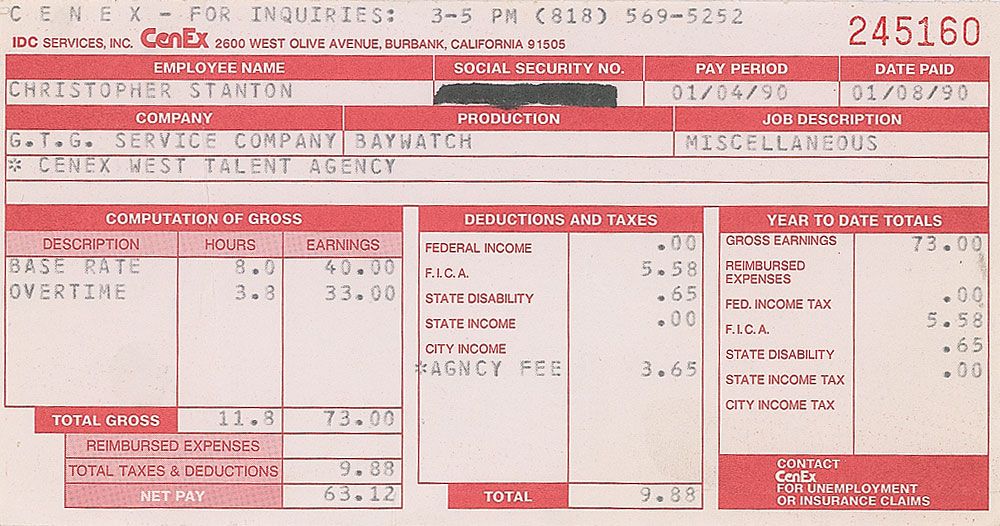 CENEX - FOR INQUIRIES: 3-5 PM (818) 569-5252
IDC SERVICES, INC. CenEx 2600 WEST OLIVE AVENUE, BURBANK, CALIFORNIA 91505
245160
EMPLOYEE NAME SOCIAL SECURITY NO. PAY PERIOD DATE PAID
CHRISTOPHER STANTON 01/04/90 01/08/90
COMPANY PRODUCTION JOB DESCRIPTION
G.T.G. SERVICE COMPANY BAYWATCH MISCELLANEOUS
* CENEX WEST TALENT AGENCY
COMPUTATION OF GROSS
DESCRIPTION HOURS EARNINGS
BASE RATE 8.0 40.00
OVERTIME 3.8 33.00
TOTAL GROSS 11.8 73.00
REIMBURSED EXPENSES
TOTAL TAXES & DEDUCTIONS 9.88
NET PAY 63.12
DEDUCTIONS AND TAXES
FEDERAL INCOME .00
F.I.C.A. 5.58
STATE DISABILITY .65
STATE INCOME .00
CITY INCOME
*AGNCY FEE 3.65
TOTAL 9.88
YEAR TO DATE TOTALS
GROSS EARNINGS 73.00
REIMBURSED
EXPENSES
FED. INCOME TAX .00
F.I.C.A. 5.58
STATE DISABILITY .65
STATE INCOME TAX .00
CITY INCOME TAX
CONTACT
CenEx
FOR UNEMPLOYMENT
OR INSURANCE CLAIMS